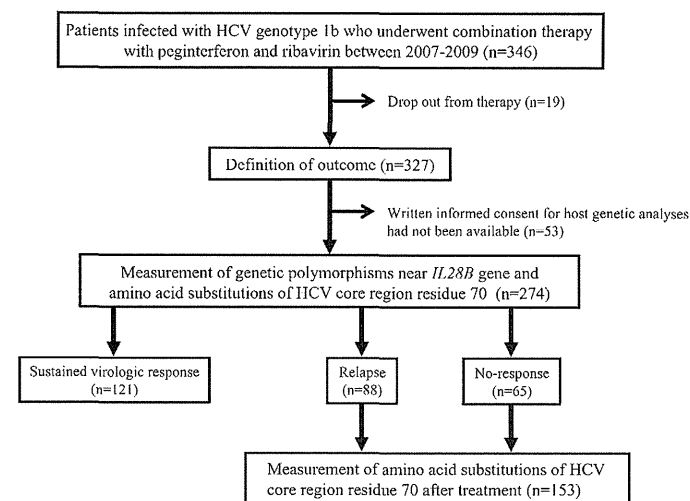 Patients infected with HCV genotype 1b who underwent combination therapy
with peginterferon and ribavirin between 2007-2009 (n=346)
Drop out from therapy (n=19)
Definition of outcome (n=327)
Written informed consent for host genetic analyses
had not been available (n=53)
Measurement of genetic polymorphisms near IL28B gene and
amino acid substitutions of HCV core region residue 70 (n=274)
Sustained virologic response
(n=121)
Relapse
(n=88)
No-response
(n=65)
Measurement of amino acid substitutions of HCV
core region residue 70 after treatment (n=153)